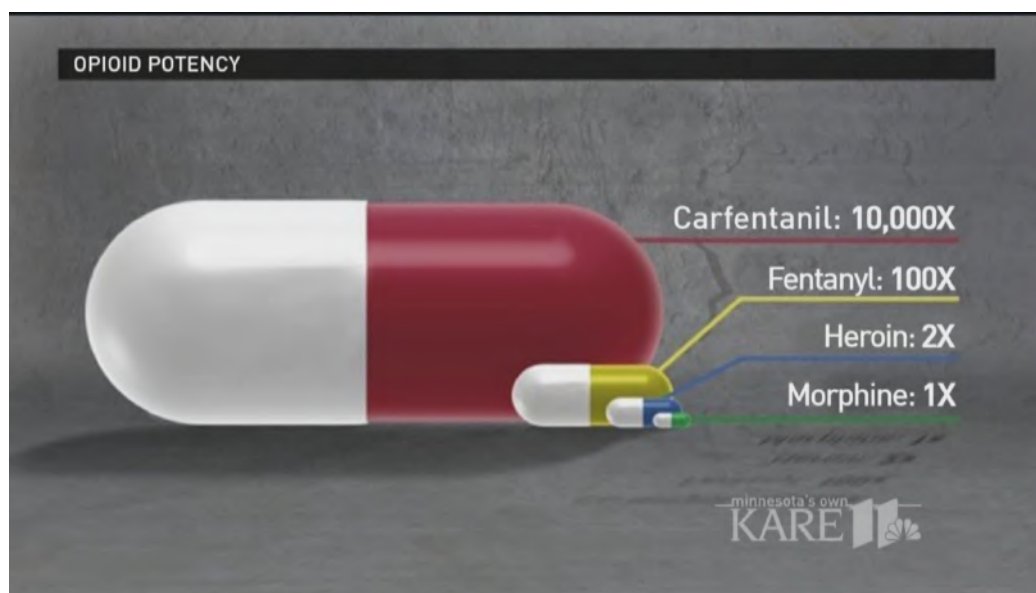 OPIOID POTENCY
Carfentanil: 10,000X
Fentanyl: 100X
Heroin: 2X
Morphine: 1X
minnesota's own
KARE 11